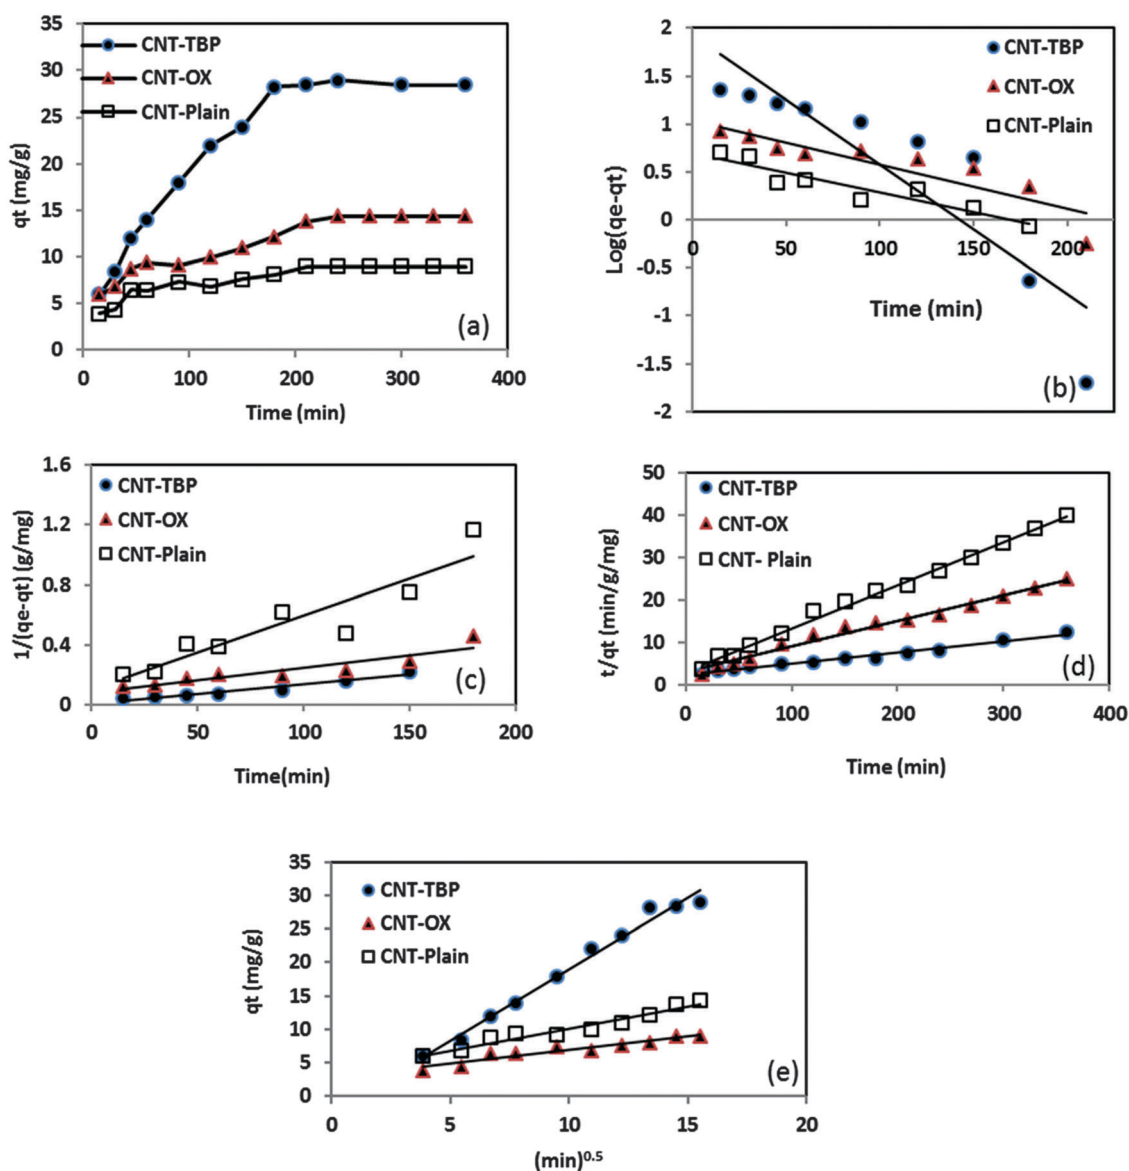 35
30
25
20
15
10
5
0
qt (mg/g)
CNT-TBP
CNT-OX
CNT-Plain
(a)
0 100 200 300 400
Time (min)
2
1.5
1
0.5
0
-0.5
-1
-1.5
-2
Log(qe-qt)
CNT-TBP
CNT-OX
CNT-Plain
0 50 100 150 200
Time (min)
(b)
1.6
1.2
0.8
0.4
0
1/(qe-qt) (g/mg)
CNT-TBP
CNT-OX
CNT-Plain
(c)
0 50 100 150 200
Time(min)
50
40
30
20
10
0
t/qt (min/g/mg)
CNT-TBP
CNT-OX
CNT- Plain
(d)
0 100 200 300 400
Time (min)
35
30
25
20
15
10
5
0
qt (mg/g)
CNT-TBP
CNT-OX
CNT-Plain
(e)
0 5 10 15 20
(min)0.5